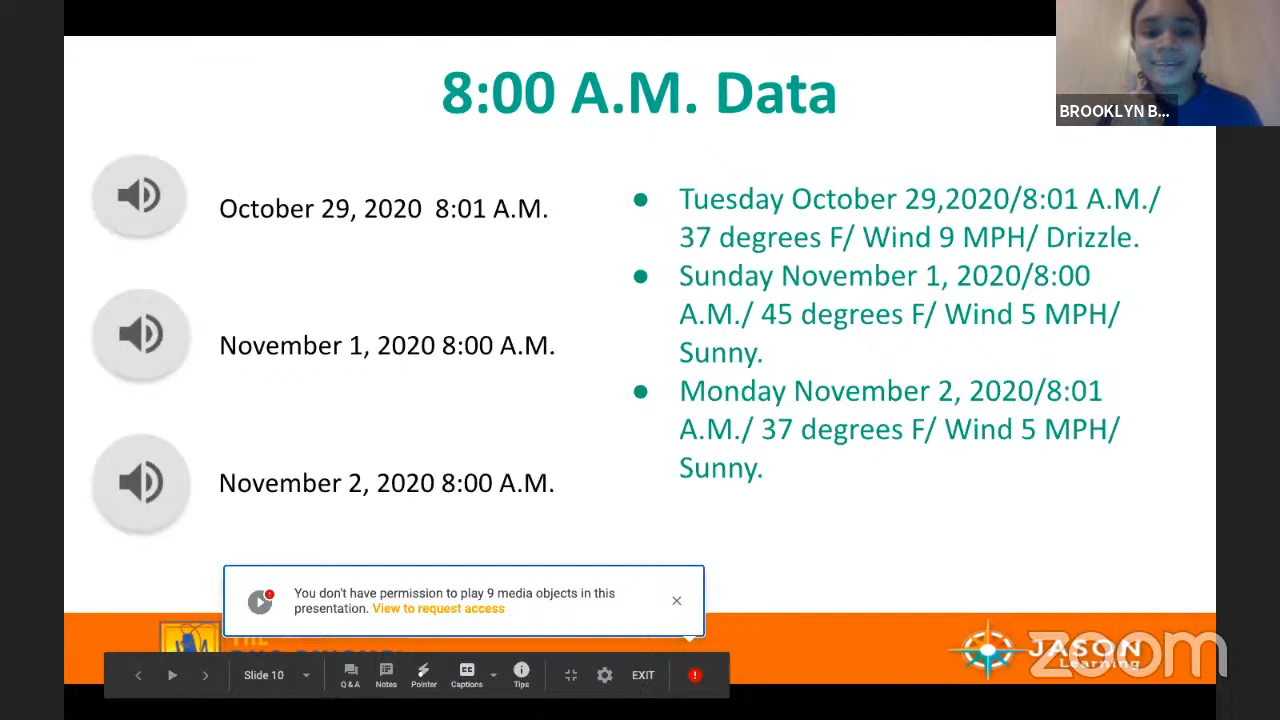 8:00 A.M. Data
BROOKLYN B...
October 29, 2020  8:01 A.M.
November 1, 2020 8:00 A.M.
November 2, 2020 8:00 A.M.
● Tuesday October 29,2020/8:01 A.M./
37 degrees F/ Wind 9 MPH/ Drizzle.
● Sunday November 1, 2020/8:00
A.M./ 45 degrees F/ Wind 5 MPH/
Sunny.
● Monday November 2, 2020/8:01
A.M./ 37 degrees F/ Wind 5 MPH/
Sunny.
You don't have permission to play 9 media objects in this
presentation. View to request access
THE
JASON
Learning
zoom
Slide 10
Q & A
Notes
Pointer
CC
Captions
Tips
EXIT